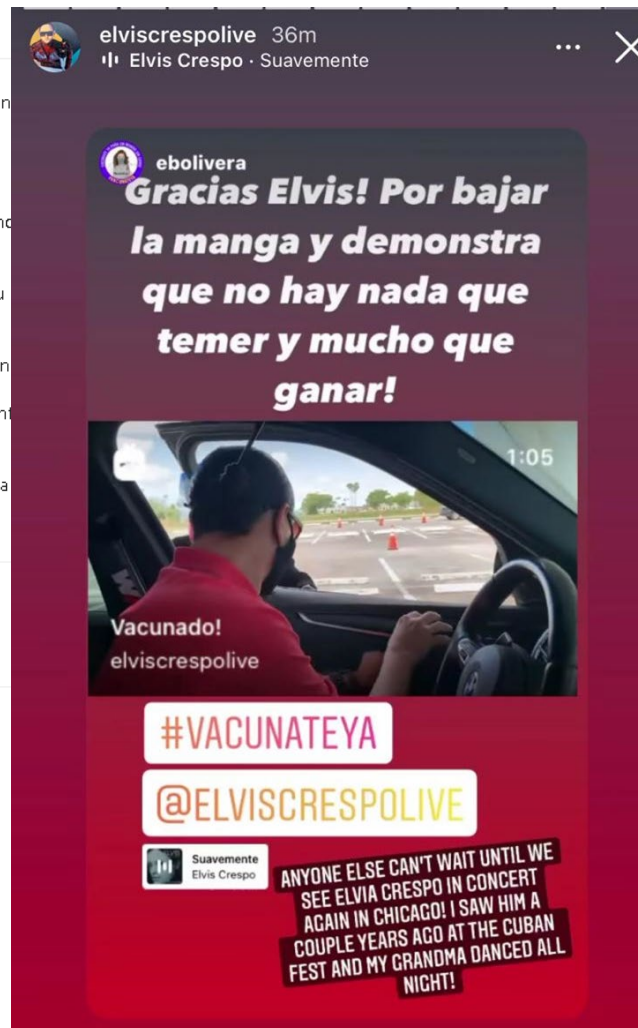 elviscrespolive 36m
Elvis Crespo · Suavemente
ebolivera
Gracias Elvis! Por bajar
la manga y demonstra
que no hay nada que
temer y mucho que
ganar!
1:05
Vacunado!
elviscrespolive
#VACUNATEYA
@ELVISCRESPOLIVE
Suavemente
Elvis Crespo
ANYONE ELSE CAN'T WAIT UNTIL WE
SEE ELVIA CRESPO IN CONCERT
AGAIN IN CHICAGO! I SAW HIM A
COUPLE YEARS AGO AT THE CUBAN
FEST AND MY GRANDMA DANCED ALL
NIGHT!